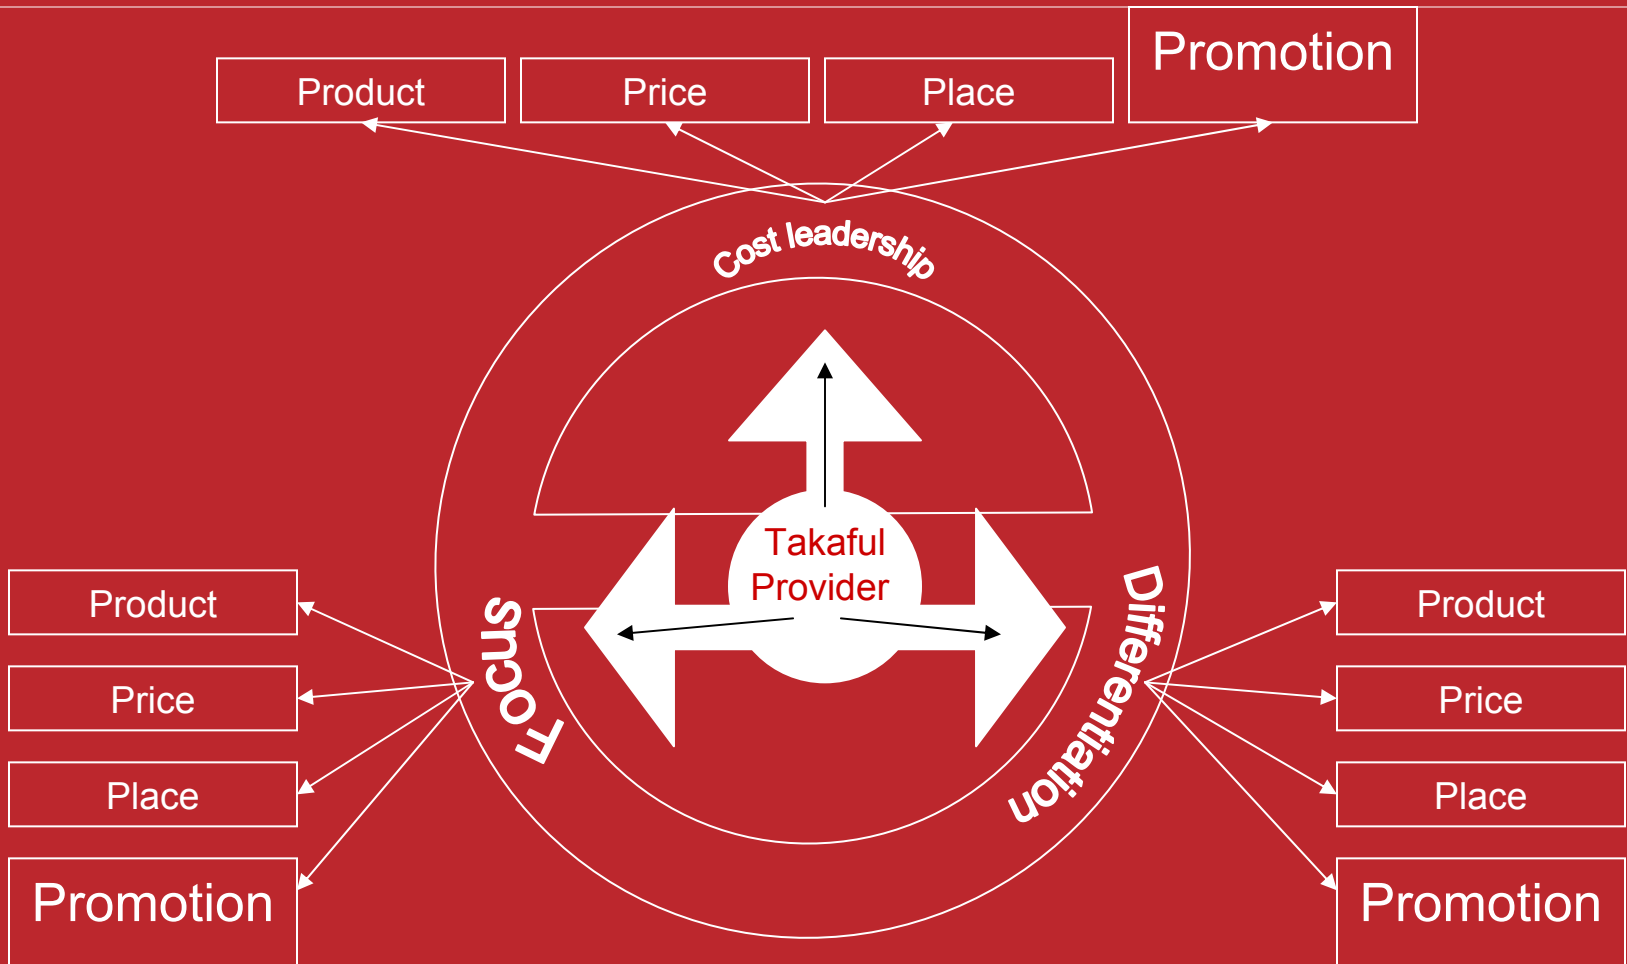 Product
Price
Place
Promotion
Cost leadership
Takaful
Provider
Focus
Differentiation
Product
Price
Place
Promotion
Product
Price
Place
Promotion